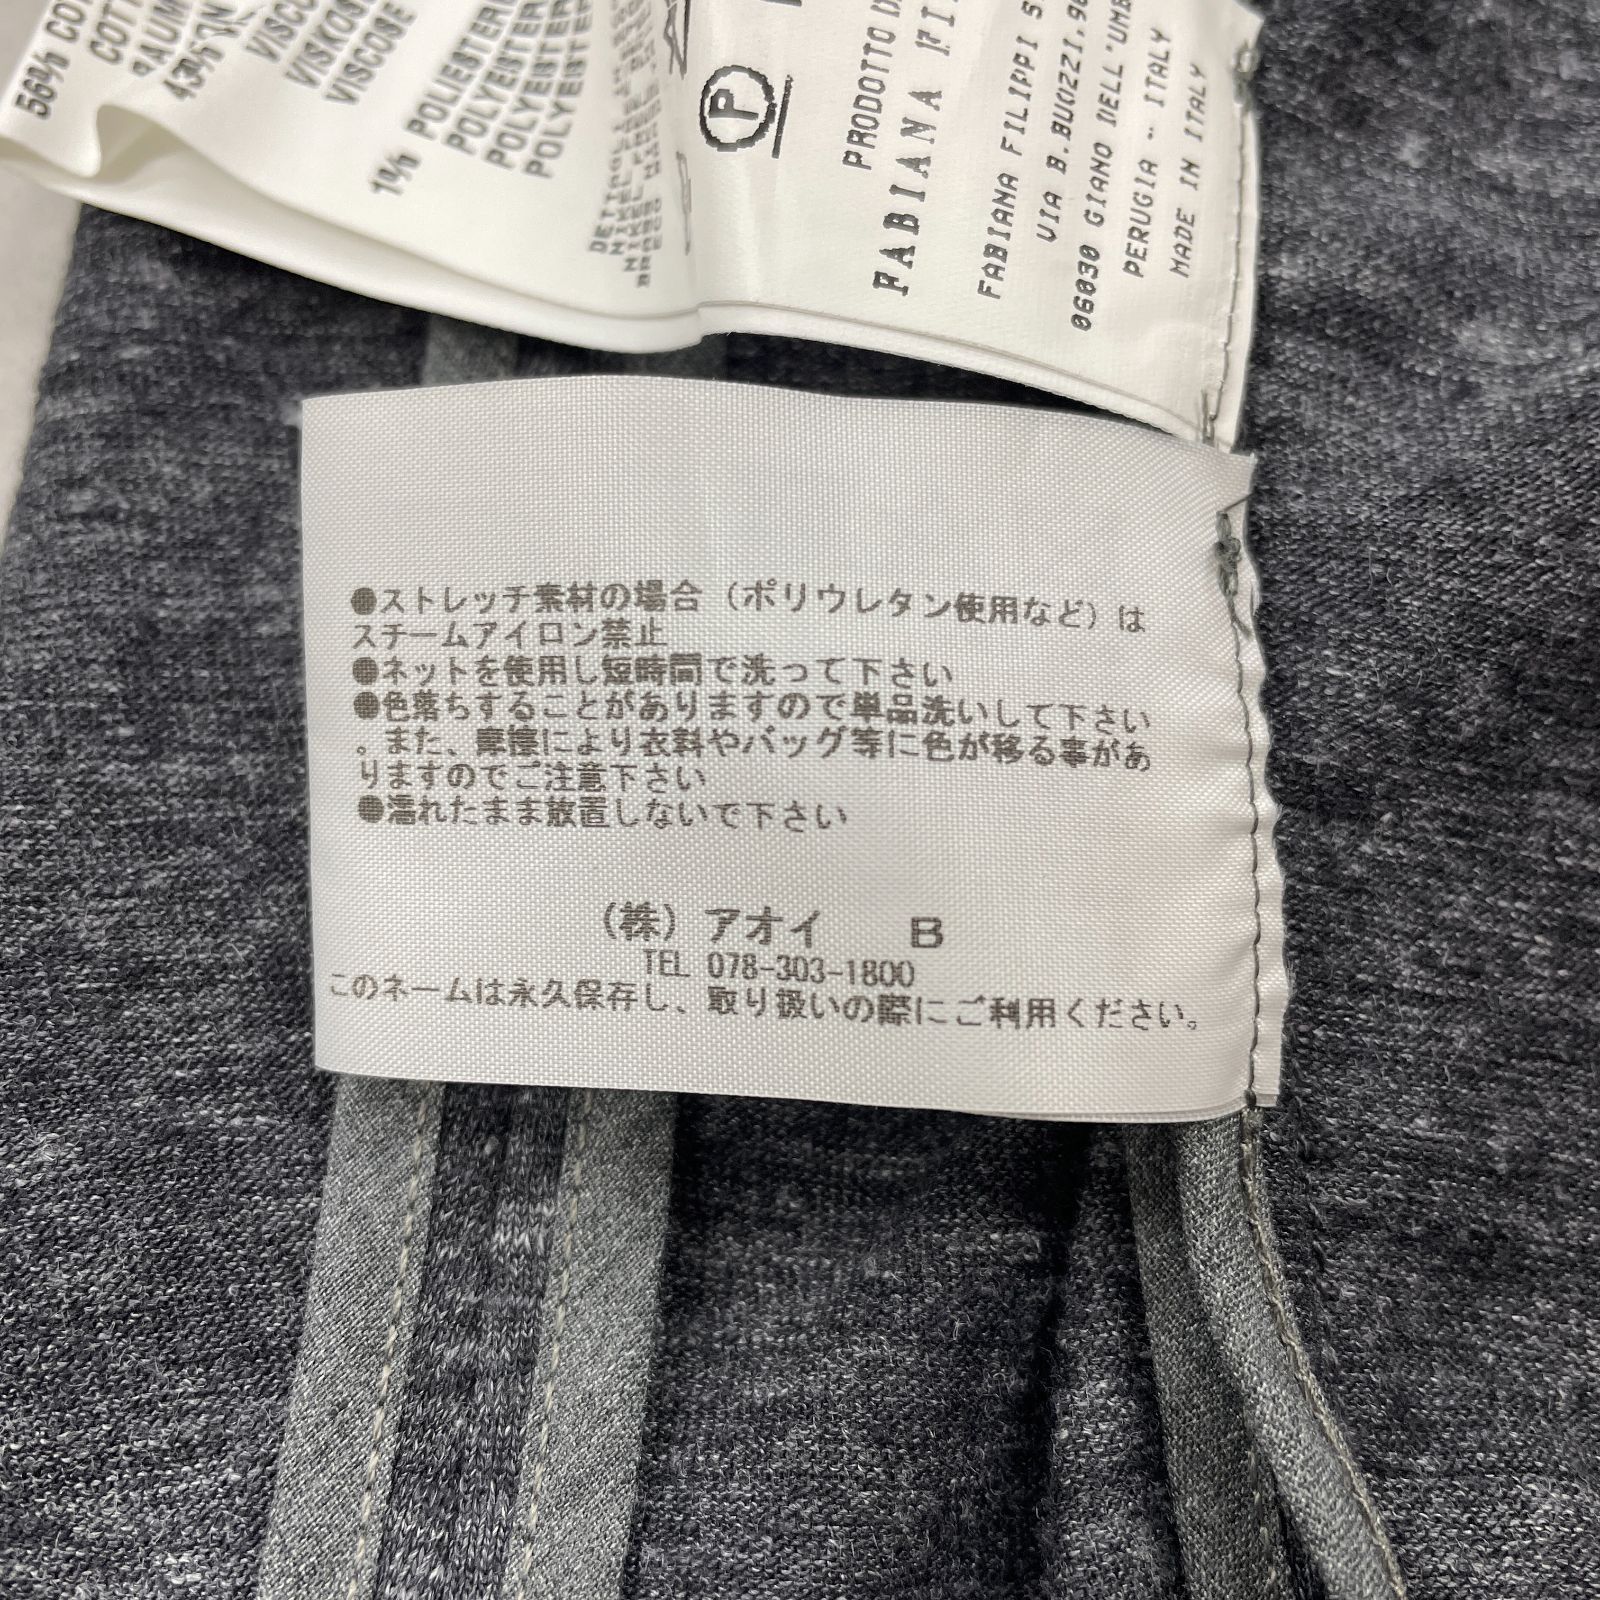 56% COT
COTT
43%
VISCO
VISKOS
VISCOSE
1%
POLIESTERE
POLYESTER
POLYESTER
POLYESTER
P
PRODOTTO D
FABIANA FI
FABIANA FILIPPI S
VIA B.BUOZZI,
06030 GIANO DELL'UMB
PERUGIA - ITALY
MADE IN ITALY
●ストレッチ素材の場合（ポリウレタン使用など）は
スチームアイロン禁止
●ネットを使用し短時間で洗って下さい
●色落ちすることがありますので単品洗いして下さい
。また、摩擦により衣料やバッグ等に色が移る事があ
りますのでご注意下さい
●濡れたまま放置しないで下さい
（株）アオイ B
TEL 078-303-1800
このネームは永久保存し、取り扱いの際にご利用ください。